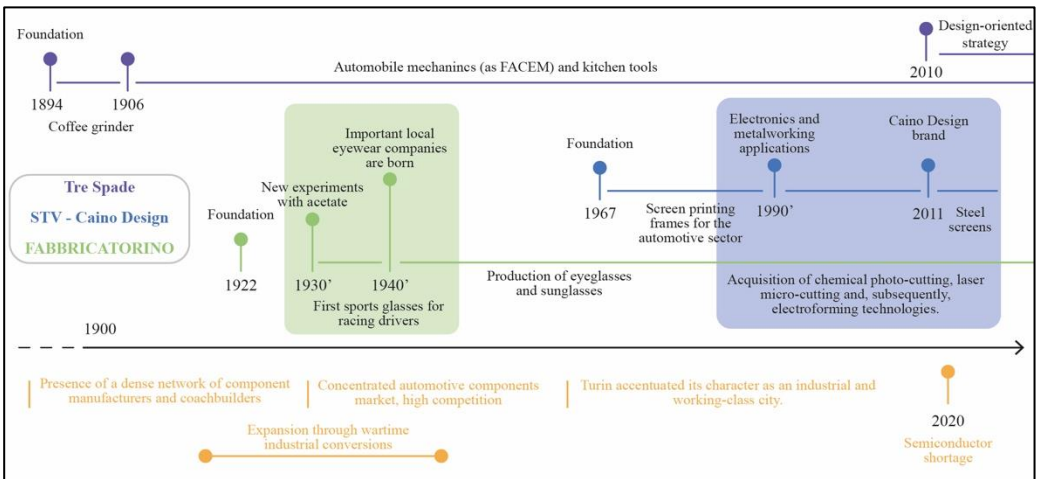 Foundation
1894
1906
Coffee grinder
Automobile mechanincs (as FACEM) and kitchen tools
2010
Design-oriented
strategy
Tre Spade
STV - Caino Design
FABBRICATORINO
Foundation
1922
New experiments
with acetate
1930’
Important local
eyewear companies
are born
1940’
First sports glasses for
racing drivers
Production of eyeglasses
and sunglasses
Foundation
1967
Screen printing
frames for the
automotive sector
Electronics and
metalworking
applications
1990’
Caino Design
brand
2011
Steel
screens
Acquisition of chemical photo-cutting, laser
micro-cutting and, subsequently,
electroforming technologies.
1900
Presence of a dense network of component
manufacturers and coachbuilders
Concentrated automotive components
market, high competition
Turin accentuated its character as an industrial and
working-class city.
Expansion through wartime
industrial conversions
2020
Semiconductor
shortage